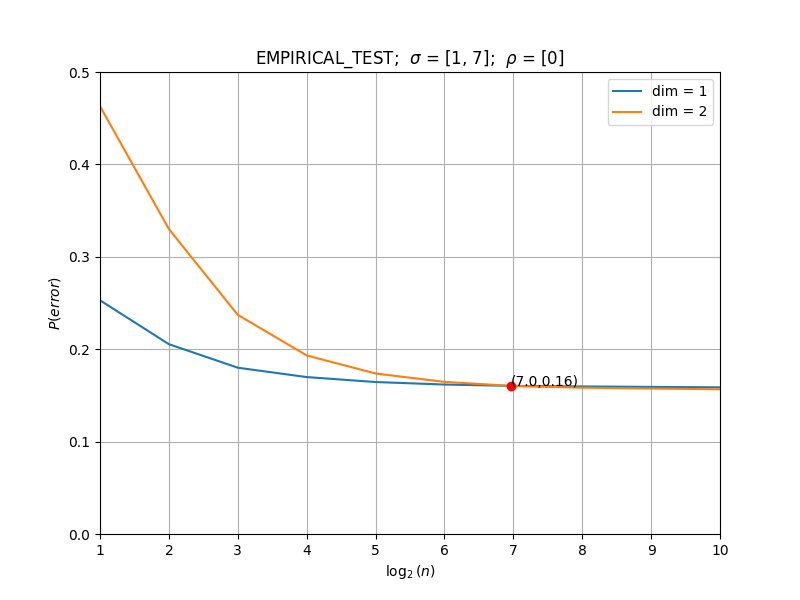 EMPIRICAL_TEST;  σ = [1, 7];  ρ = [0]
dim = 1
dim = 2
0.5
0.4
0.3
0.2
0.1
0.0
P(error)
(7.0,0.16)
1 2 3 4 5 6 7 8 9 10
log₂(n)